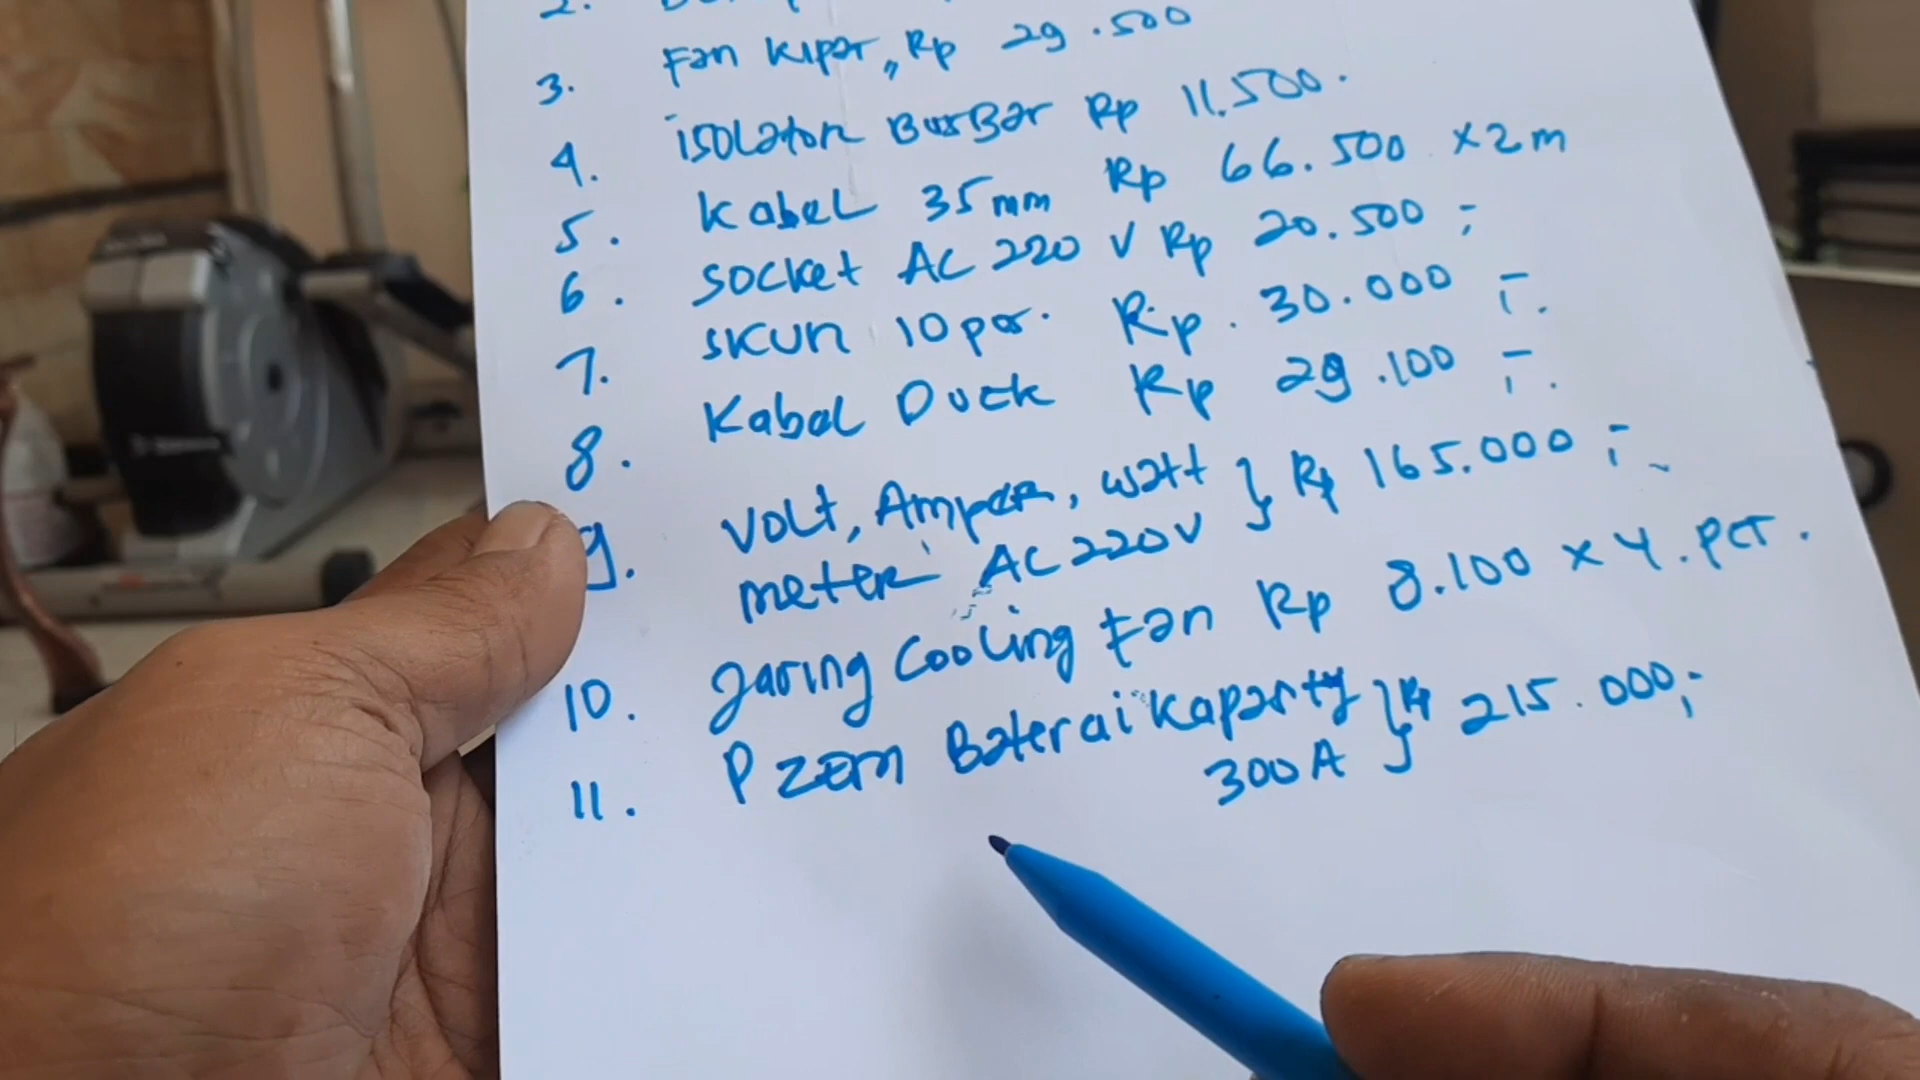 2.
3. Fan Kipas, Rp 29.500
4. isolator BusBar Rp 11.500.
5. Kabel 35mm Rp 66.500 x2m
6. Socket AC 220 V Rp 20.500;
7. SKUN 10 pcs. Rp. 30.000;-.
8. Kabel Duck Rp 29.100;-.
9. Volt, Amper, watt } Rp 165.000;-
meter AC 220V
10. Jaring Cooling Fan Rp 8.100 x 4.PCS.
11. Pzem Baterai Kapasity } Rp 215.000;-
300A